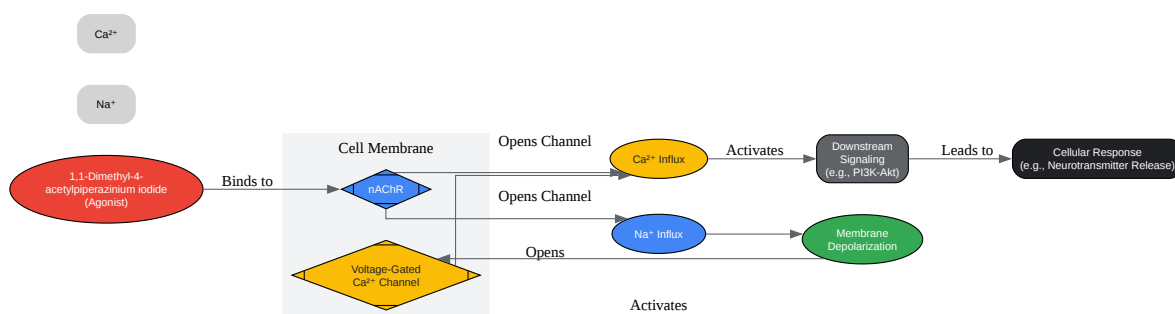 Ca²⁺
Na⁺
1,1-Dimethyl-4-
acetylpiperazinium iodide
(Agonist)
Binds to
Cell Membrane
nAChR
Voltage-Gated
Ca²⁺ Channel
Opens Channel
Opens Channel
Opens
Activates
Ca²⁺ Influx
Na⁺ Influx
Activates
Downstream
Signaling
(e.g., PI3K-Akt)
Membrane
Depolarization
Leads to
Cellular Response
(e.g., Neurotransmitter Release)